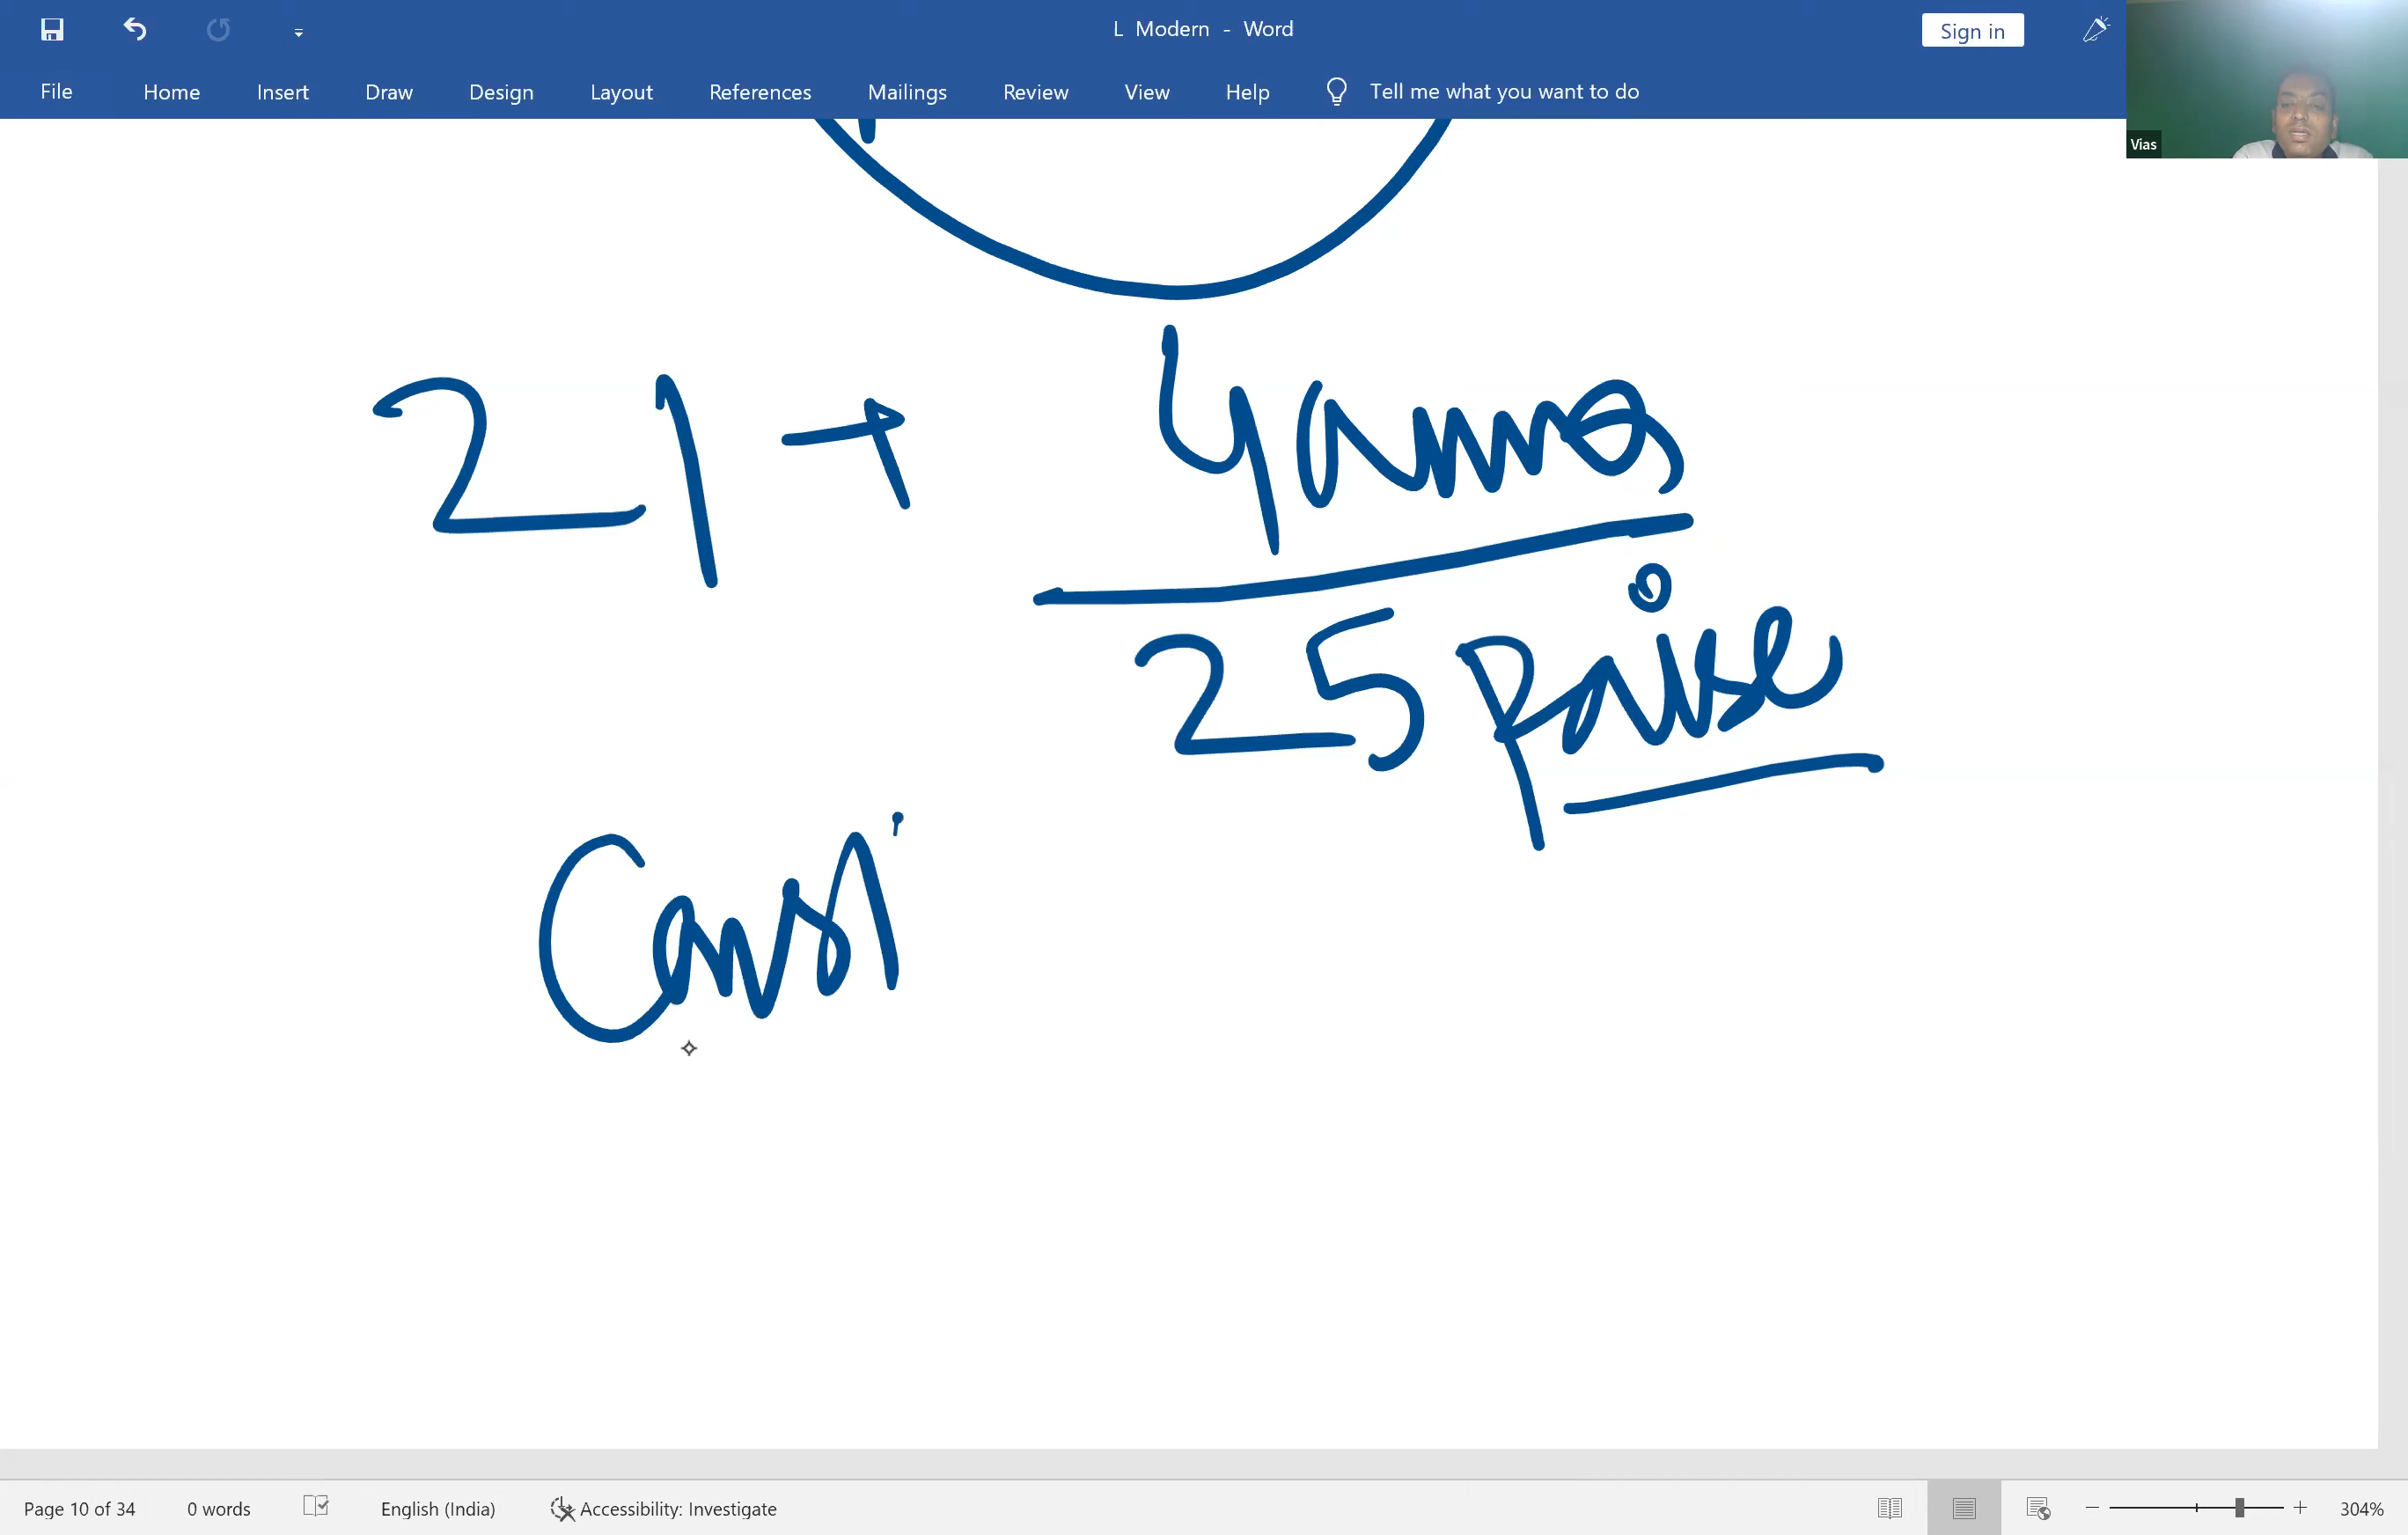 L Modern - Word
Sign in
File Home Insert Draw Design Layout References Mailings Review View Help Tell me what you want to do
Vias
21 → 4 anna
25 Paise
Const
Page 10 of 34 0 words English (India) Accessibility: Investigate 304%